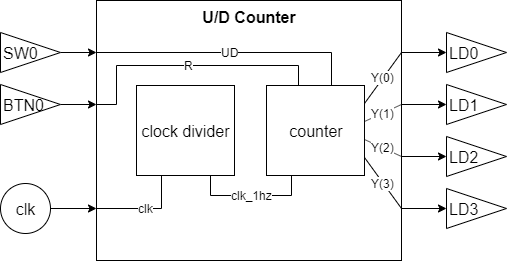 U/D Counter
SW0
UD
LD0
R
Y(0)
BTN0
LD1
Y(1)
clock divider
counter
Y(2)
LD2
Y(3)
clk_1hz
clk
clk
LD3